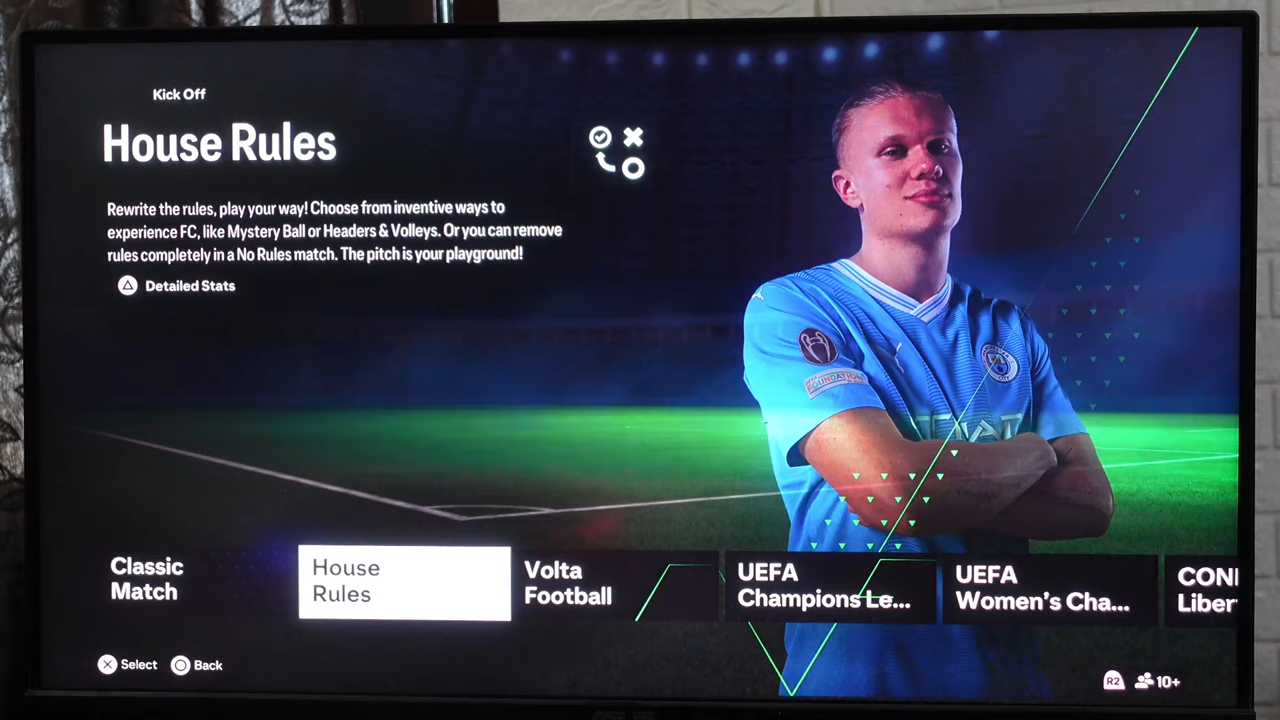 Kick Off
House Rules
Rewrite the rules, play your way! Choose from inventive ways to
experience FC, like Mystery Ball or Headers & Volleys. Or you can remove
rules completely in a No Rules match. The pitch is your playground!
Detailed Stats
FOUNDATION
Classic
Match
House
Rules
Volta
Football
UEFA
Champions Le...
UEFA
Women's Cha...
Select
Back
R2
10+